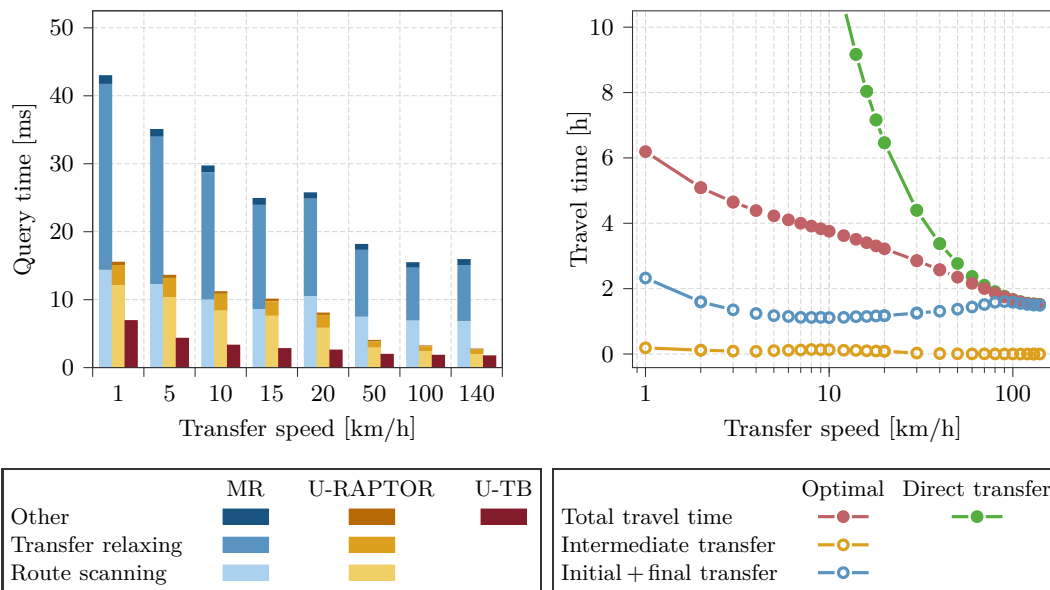 50
40
30
20
10
0
Query time [ms]
1 5 10 15 20 50 100 140
Transfer speed [km/h]
10
8
6
4
2
0
Travel time [h]
1 10 100
Transfer speed [km/h]
MR U-RAPTOR U-TB
Other
Transfer relaxing
Route scanning
Optimal Direct transfer
Total travel time
Intermediate transfer
Initial + final transfer